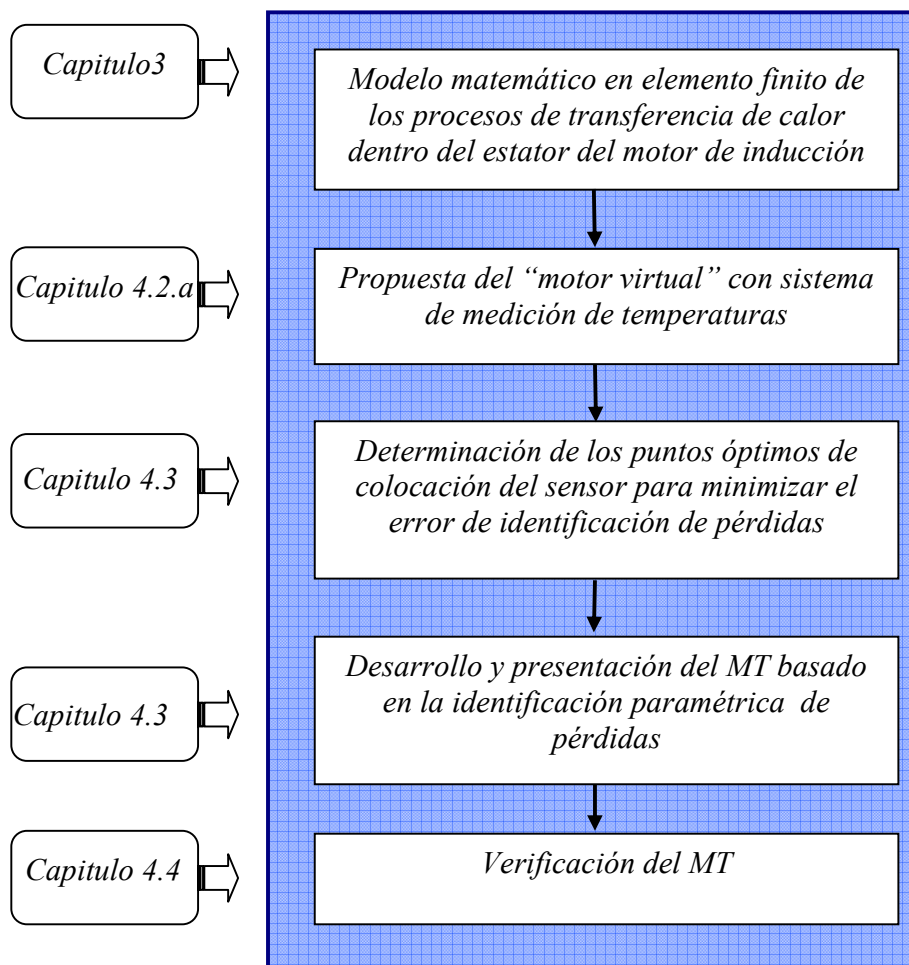 Capitulo3
Modelo matemático en elemento finito de
los procesos de transferencia de calor
dentro del estator del motor de inducción
Capitulo 4.2.a
Propuesta del “motor virtual” con sistema
de medición de temperaturas
Capitulo 4.3
Determinación de los puntos óptimos de
colocación del sensor para minimizar el
error de identificación de pérdidas
Capitulo 4.3
Desarrollo y presentación del MT basado
en la identificación paramétrica de
pérdidas
Capitulo 4.4
Verificación del MT